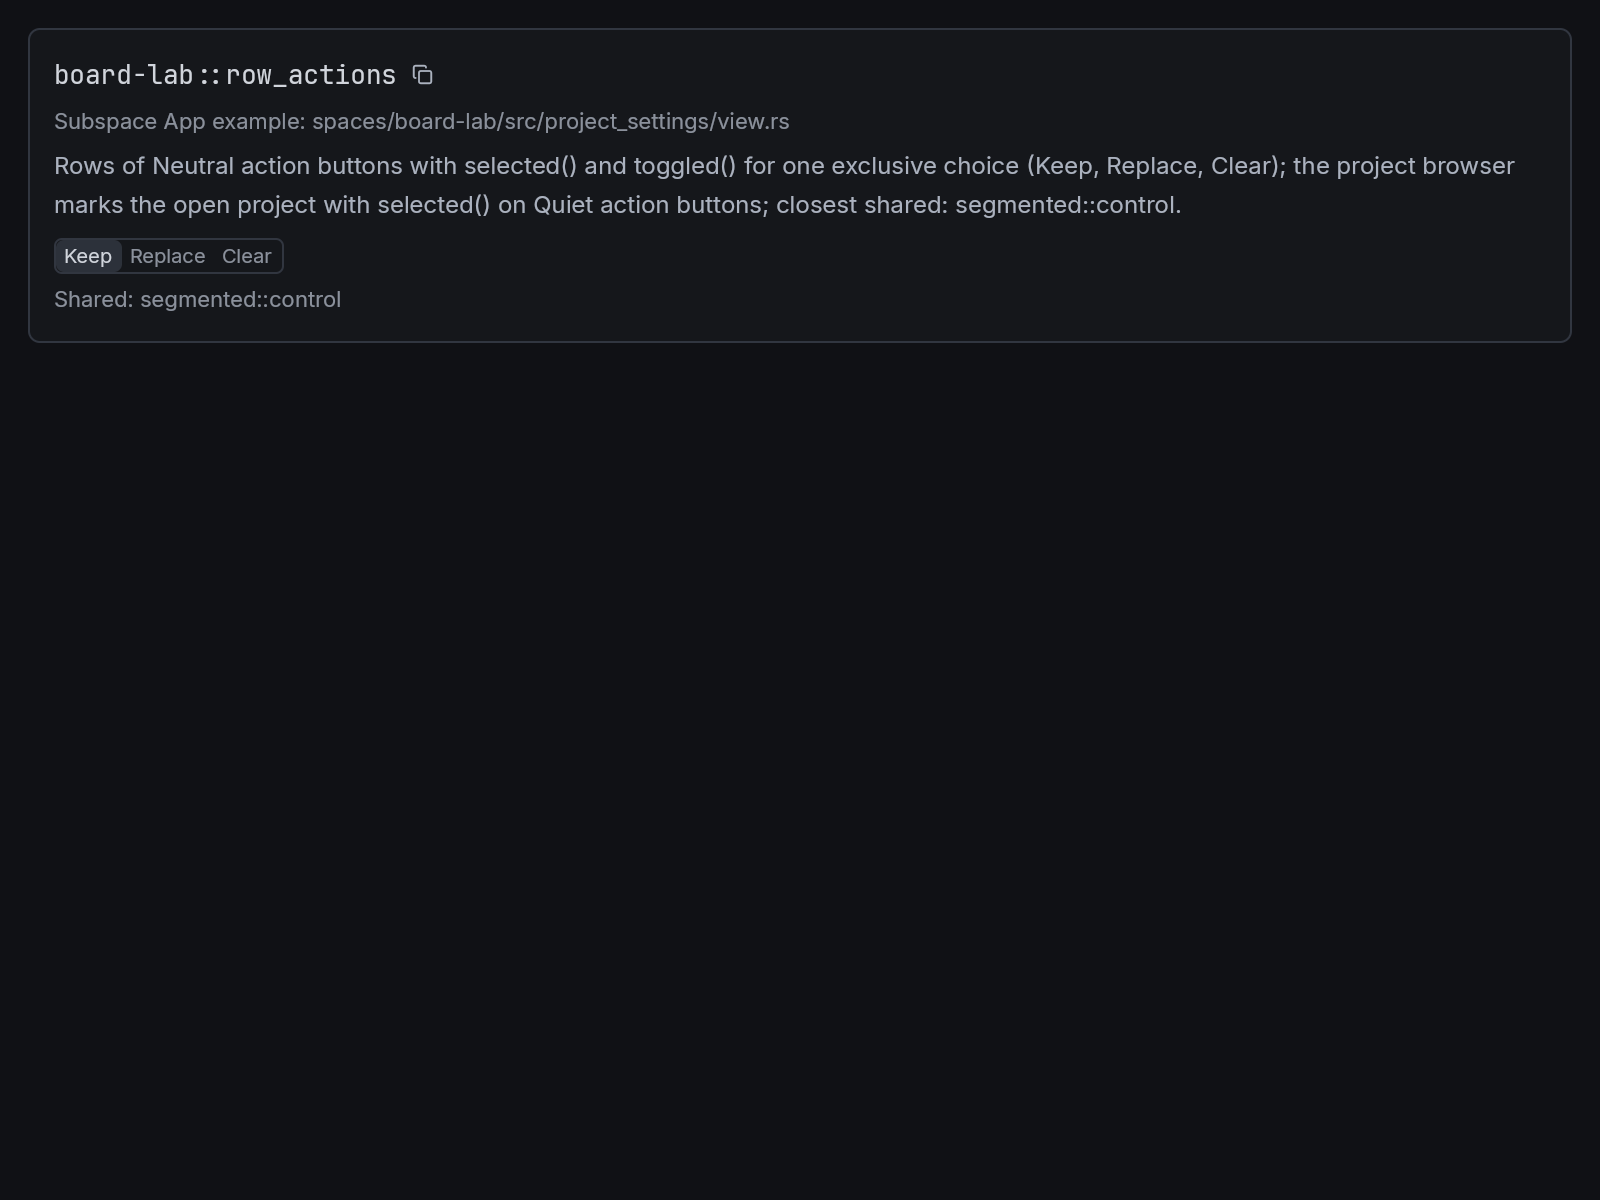 board-lab::row_actions
Subspace App example: spaces/board-lab/src/project_settings/view.rs
Rows of Neutral action buttons with selected() and toggled() for one exclusive choice (Keep, Replace, Clear); the project browser
marks the open project with selected() on Quiet action buttons; closest shared: segmented::control.
Keep Replace Clear
Shared: segmented::control